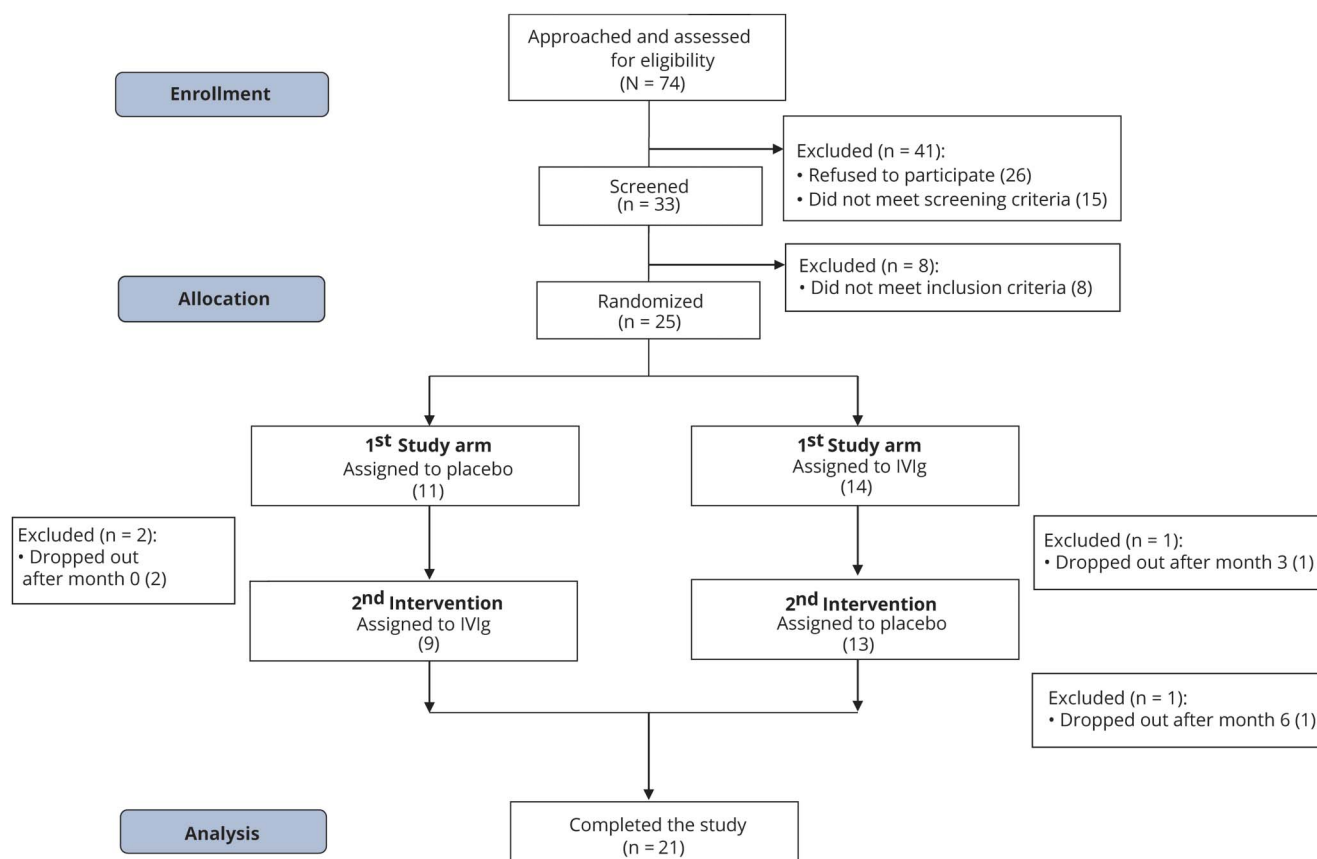 Approached and assessed
for eligibility
(N = 74)
Enrollment
Excluded (n = 41):
• Refused to participate (26)
• Did not meet screening criteria (15)
Screened
(n = 33)
Excluded (n = 8):
• Did not meet inclusion criteria (8)
Allocation
Randomized
(n = 25)
1st Study arm
Assigned to placebo
(11)
1st Study arm
Assigned to IVIg
(14)
Excluded (n = 2):
• Dropped out
after month 0 (2)
Excluded (n = 1):
• Dropped out after month 3 (1)
2nd Intervention
Assigned to IVIg
(9)
2nd Intervention
Assigned to placebo
(13)
Excluded (n = 1):
• Dropped out after month 6 (1)
Analysis
Completed the study
(n = 21)